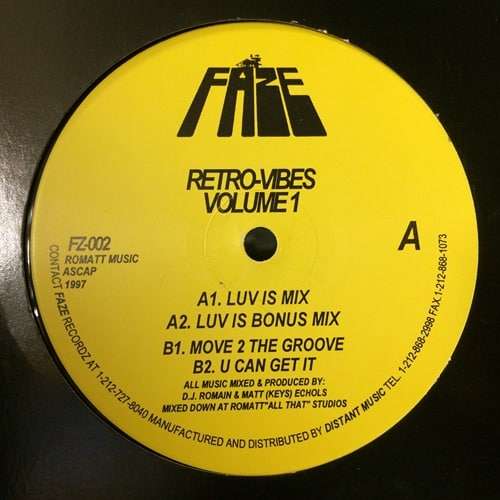 FAZE
RETRO-VIBES
VOLUME 1
FZ-002
ROMATT MUSIC
ASCAP
1997
A
A1. LUV IS MIX
A2. LUV IS BONUS MIX
B1. MOVE 2 THE GROOVE
B2. U CAN GET IT
ALL MUSIC MIXED & PRODUCED BY:
D.J. ROMAIN & MATT (KEYS) ECHOLS
MIXED DOWN AT ROMATT"ALL THAT" STUDIOS
CONTACT FAZE RECORDZ AT 1-212-727-8040 MANUFACTURED AND DISTRIBUTED BY DISTANT MUSIC TEL. 1-212-868-2998 FAX.1-212-868-1073